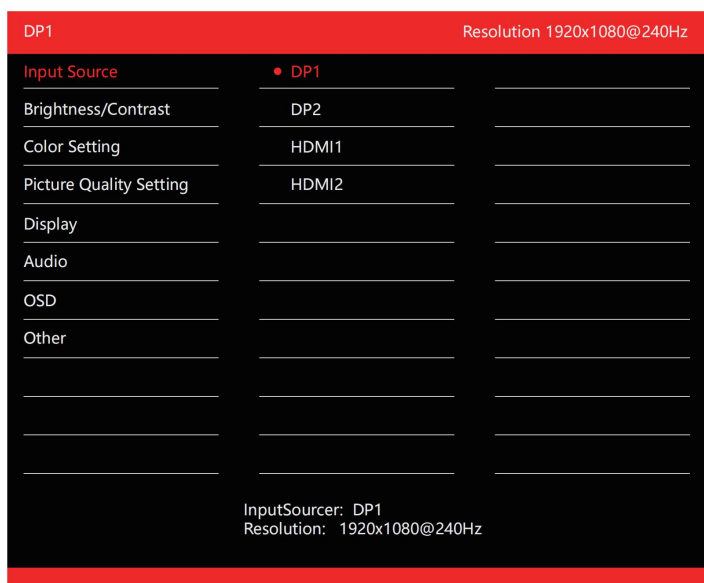 DP1 Resolution 1920x1080@240Hz
Input Source DP1
Brightness/Contrast DP2
Color Setting HDMI1
Picture Quality Setting HDMI2
Display
Audio
OSD
Other
InputSourcer: DP1
Resolution: 1920x1080@240Hz